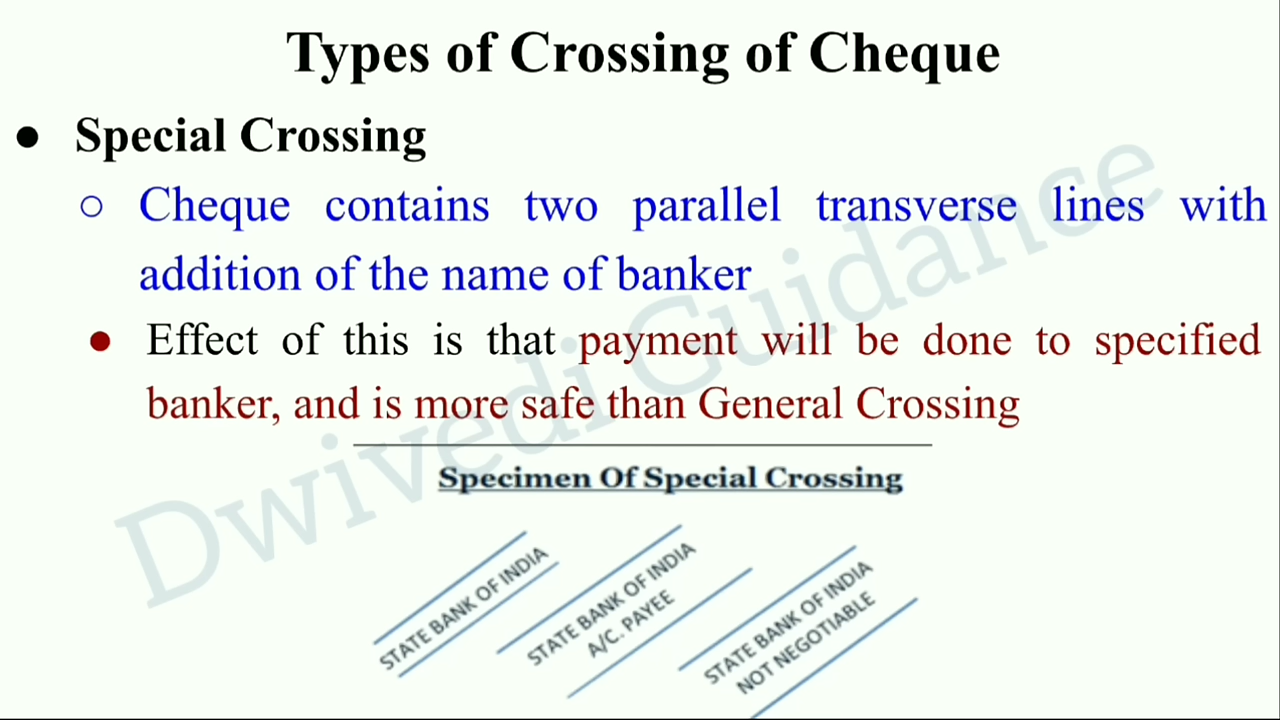 Types of Crossing of Cheque
● Special Crossing
○ Cheque contains two parallel transverse lines with
addition of the name of banker
● Effect of this is that payment will be done to specified
banker, and is more safe than General Crossing
Dwivedi Guidance
Specimen Of Special Crossing
STATE BANK OF INDIA
STATE BANK OF INDIA
A/C. PAYEE
STATE BANK OF INDIA
NOT NEGOTIABLE